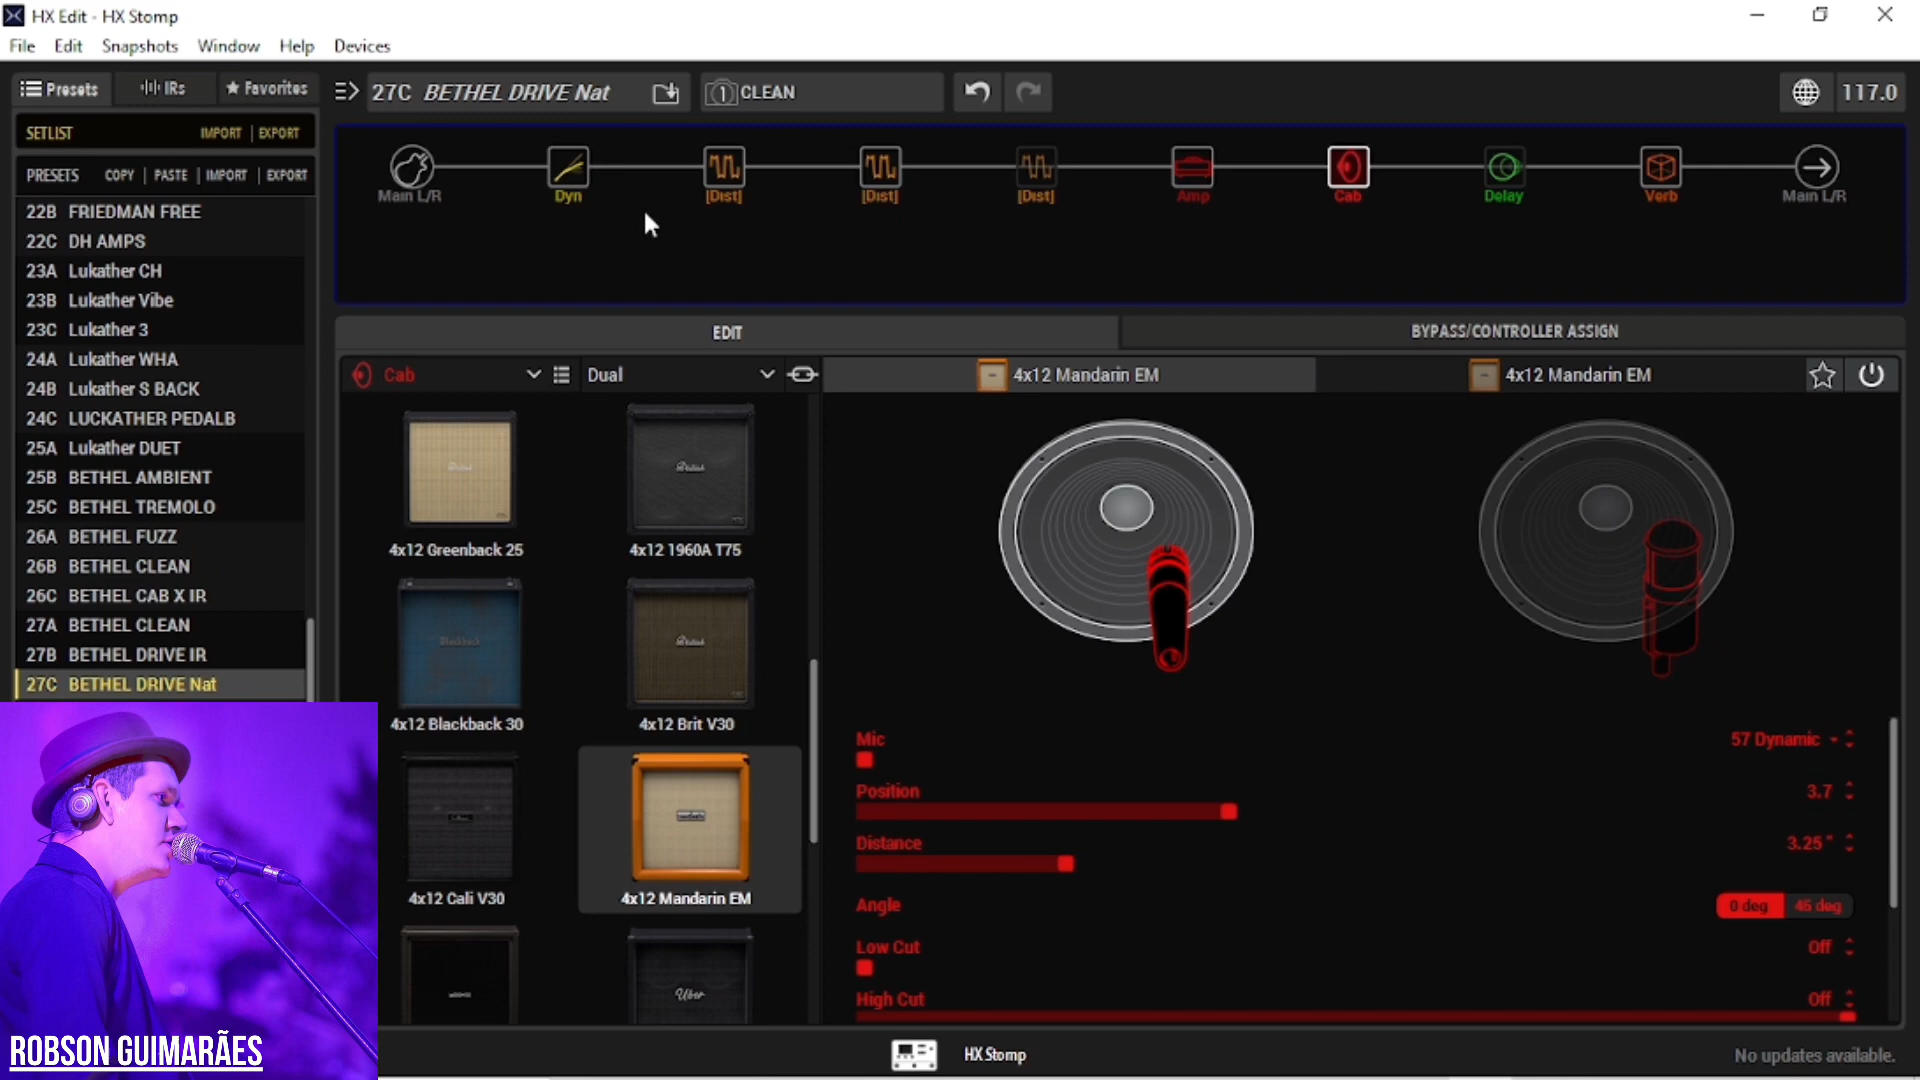 HX Edit - HX Stomp
File Edit Snapshots Window Help Devices
Presets IRs Favorites
27C BETHEL DRIVE Nat
1 CLEAN
117.0
SETLIST IMPORT | EXPORT
PRESETS COPY | PASTE | IMPORT | EXPORT
22B FRIEDMAN FREE
22C DH AMPS
23A Lukather CH
23B Lukather Vibe
23C Lukather 3
24A Lukather WHA
24B Lukather S BACK
24C LUCKATHER PEDALB
25A Lukather DUET
25B BETHEL AMBIENT
25C BETHEL TREMOLO
26A BETHEL FUZZ
26B BETHEL CLEAN
26C BETHEL CAB X IR
27A BETHEL CLEAN
27B BETHEL DRIVE IR
27C BETHEL DRIVE Nat
Main L/R Dyn [Dist] [Dist] [Dist] Amp Cab Delay Verb Main L/R
EDIT BYPASS/CONTROLLER ASSIGN
Cab Dual 4x12 Mandarin EM 4x12 Mandarin EM
4x12 Greenback 25 4x12 1960A T75
Blackback
4x12 Blackback 30 4x12 Brit V30
4x12 Cali V30 4x12 Mandarin EM
Uber
Mic 57 Dynamic
Position 3.7
Distance 3.25"
Angle 0 deg 45 deg
Low Cut Off
High Cut Off
ROBSON GUIMARÃES
HX Stomp
No updates available.